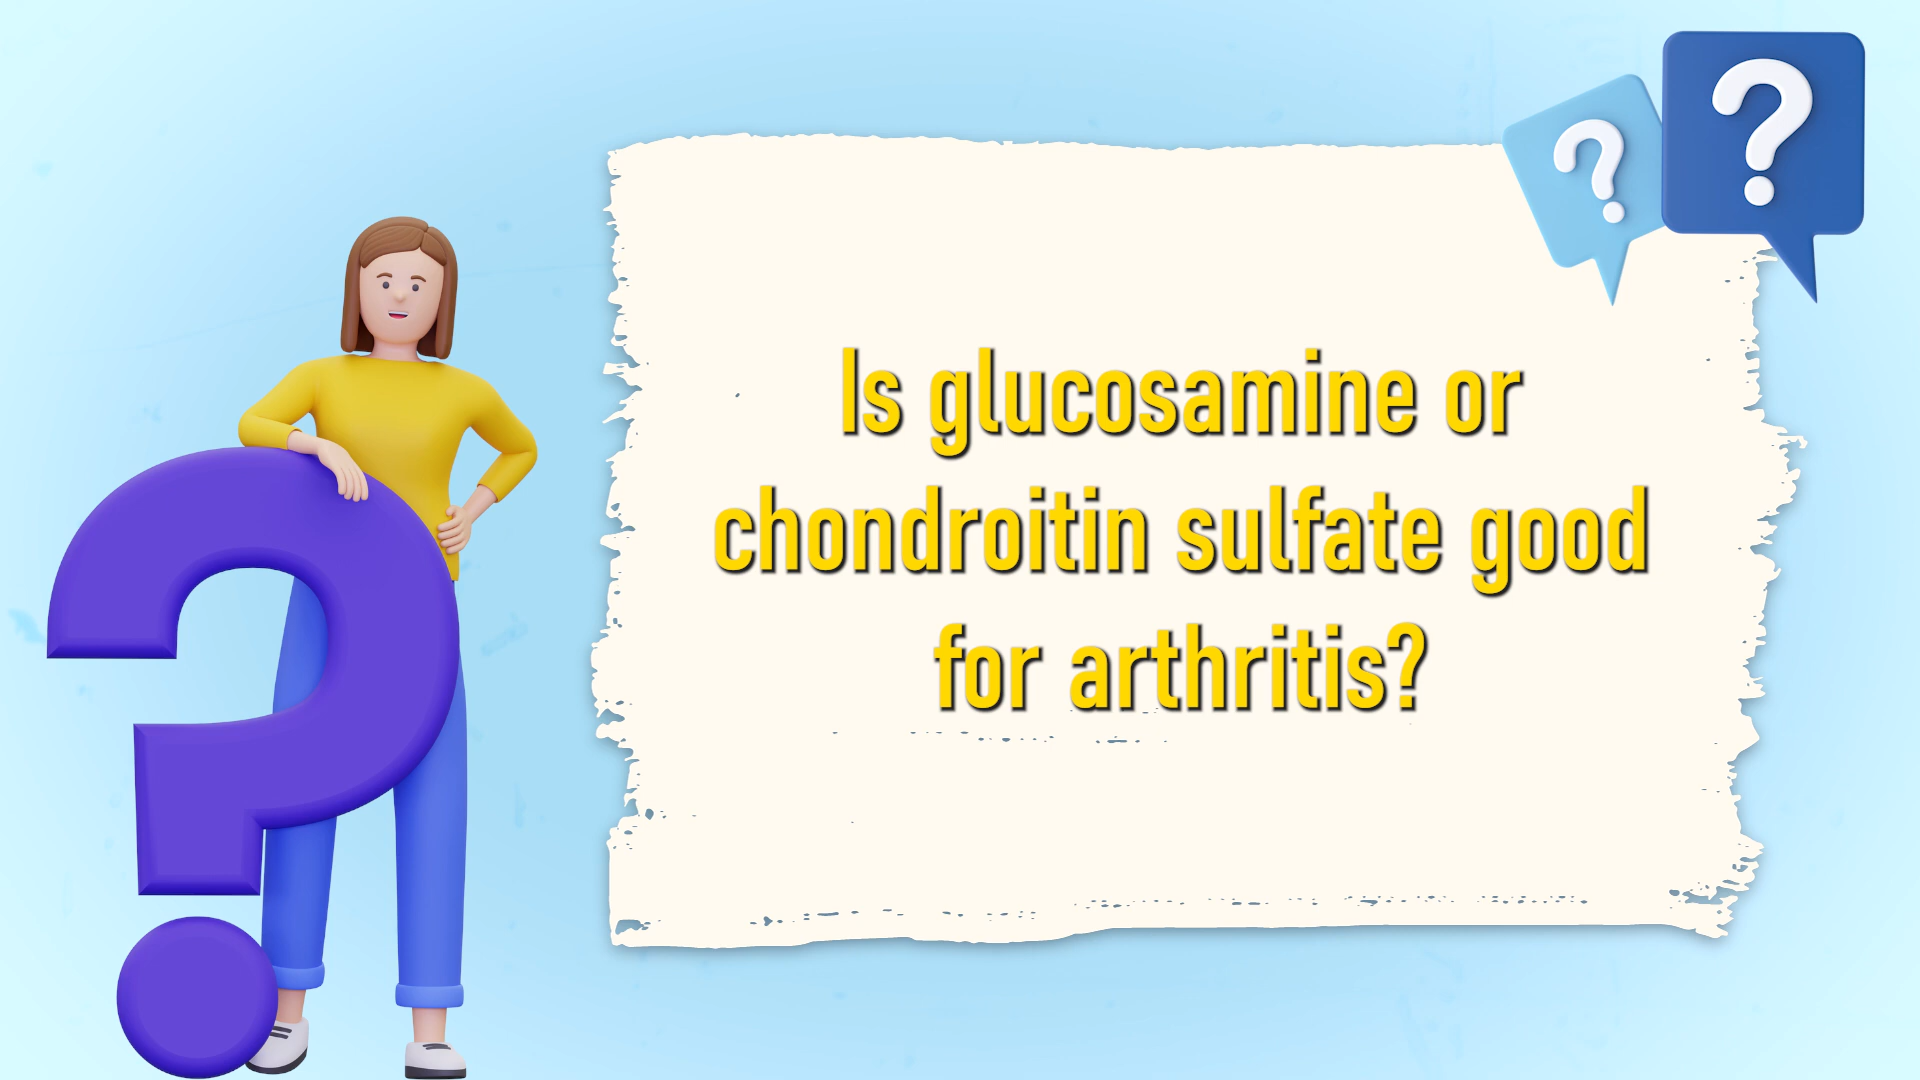 Is glucosamine or
chondroitin sulfate good
for arthritis?